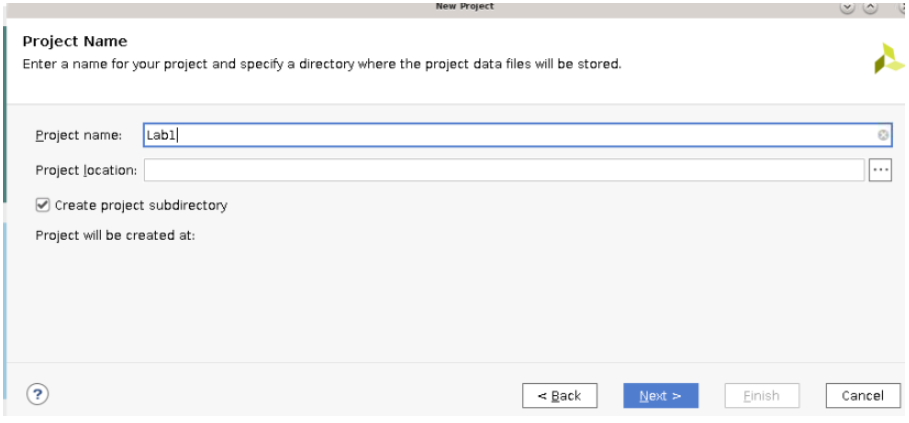 New Project
Project Name
Enter a name for your project and specify a directory where the project data files will be stored.
Project name: Lab1
Project location: ...
Create project subdirectory
Project will be created at:
? < Back Next > Finish Cancel